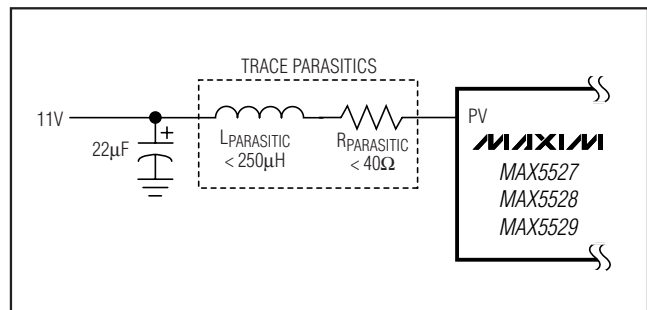 TRACE PARASITICS
11V
22µF
+
LPARASITIC
< 250µH
RPARASITIC
< 40Ω
PV
MAXIM
MAX5527
MAX5528
MAX5529